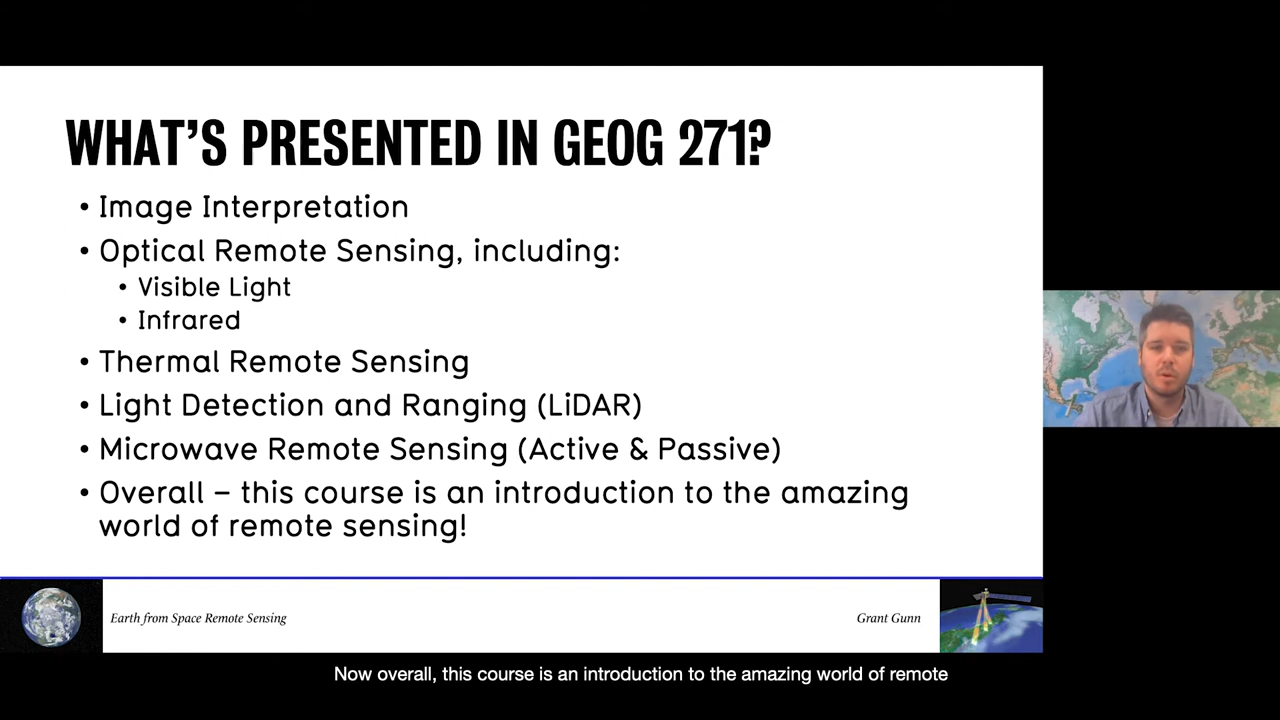 WHAT'S PRESENTED IN GEOG 271?
• Image Interpretation
• Optical Remote Sensing, including:
• Visible Light
• Infrared
• Thermal Remote Sensing
• Light Detection and Ranging (LiDAR)
• Microwave Remote Sensing (Active & Passive)
• Overall – this course is an introduction to the amazing
world of remote sensing!
Earth from Space Remote Sensing
Grant Gunn
Now overall, this course is an introduction to the amazing world of remote